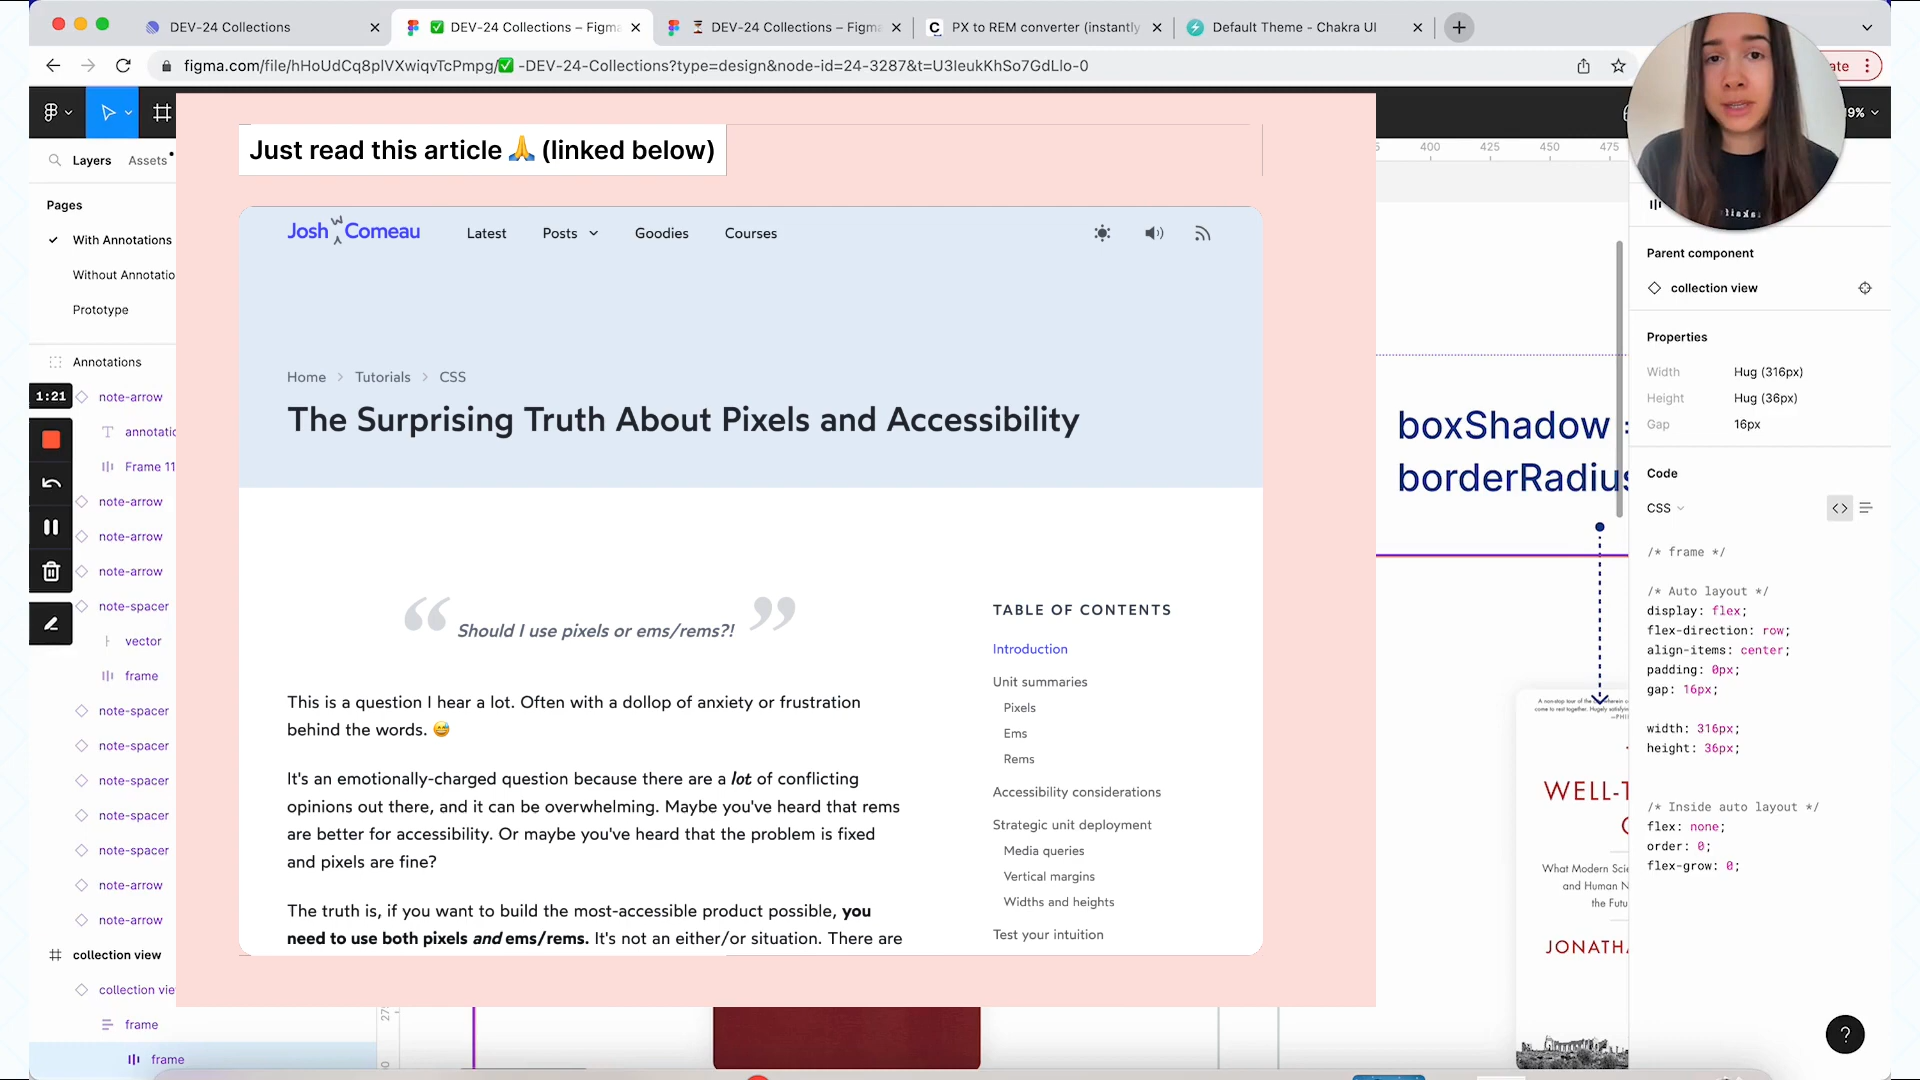 DEV-24 Collections
✅ DEV-24 Collections – Figma
⏳ DEV-24 Collections – Figma
C PX to REM converter (instantly
Default Theme - Chakra UI
figma.com/file/hHoUdCq8plVXwiqvTcPmpg/✅ -DEV-24-Collections?type=design&node-id=24-3287&t=U3IeukKhSo7GdLlo-0
Layers
Assets
Pages
With Annotations
Without Annotatio
Prototype
Annotations
note-arrow
annotatic
Frame 11
note-arrow
note-arrow
note-arrow
note-spacer
vector
frame
note-spacer
note-spacer
note-spacer
note-spacer
note-spacer
note-arrow
note-arrow
collection view
collection vie
frame
frame
1:21
Just read this article 🙏 (linked below)
Josh W Comeau
Latest
Posts
Goodies
Courses
Home > Tutorials > CSS
The Surprising Truth About Pixels and Accessibility
“Should I use pixels or ems/rems?!”
This is a question I hear a lot. Often with a dollop of anxiety or frustration
behind the words. 😅
It's an emotionally-charged question because there are a lot of conflicting
opinions out there, and it can be overwhelming. Maybe you've heard that rems
are better for accessibility. Or maybe you've heard that the problem is fixed
and pixels are fine?
The truth is, if you want to build the most-accessible product possible, you
need to use both pixels and ems/rems. It's not an either/or situation. There are
TABLE OF CONTENTS
Introduction
Unit summaries
Pixels
Ems
Rems
Accessibility considerations
Strategic unit deployment
Media queries
Vertical margins
Widths and heights
Test your intuition
400 425 450 475
boxShadow
borderRadius
WELL-T
What Modern Scie
and Human N
the Futu
JONATHA
9%
Parent component
collection view
Properties
Width Hug (316px)
Height Hug (36px)
Gap 16px
Code
CSS
/* frame */
/* Auto layout */
display: flex;
flex-direction: row;
align-items: center;
padding: 0px;
gap: 16px;
width: 316px;
height: 36px;
/* Inside auto layout */
flex: none;
order: 0;
flex-grow: 0;
?